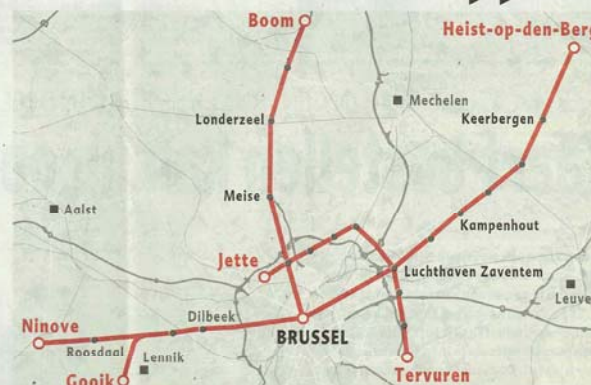 Boom
Heist-op-den-Berg
Mechelen
Londerzeel
Keerbergen
Meise
Aalst
Kampenhout
Jette
Luchthaven Zaventem
Leuve
Dilbeek
Ninove
BRUSSEL
Roosdaal
Lennik
Gooik
Tervuren